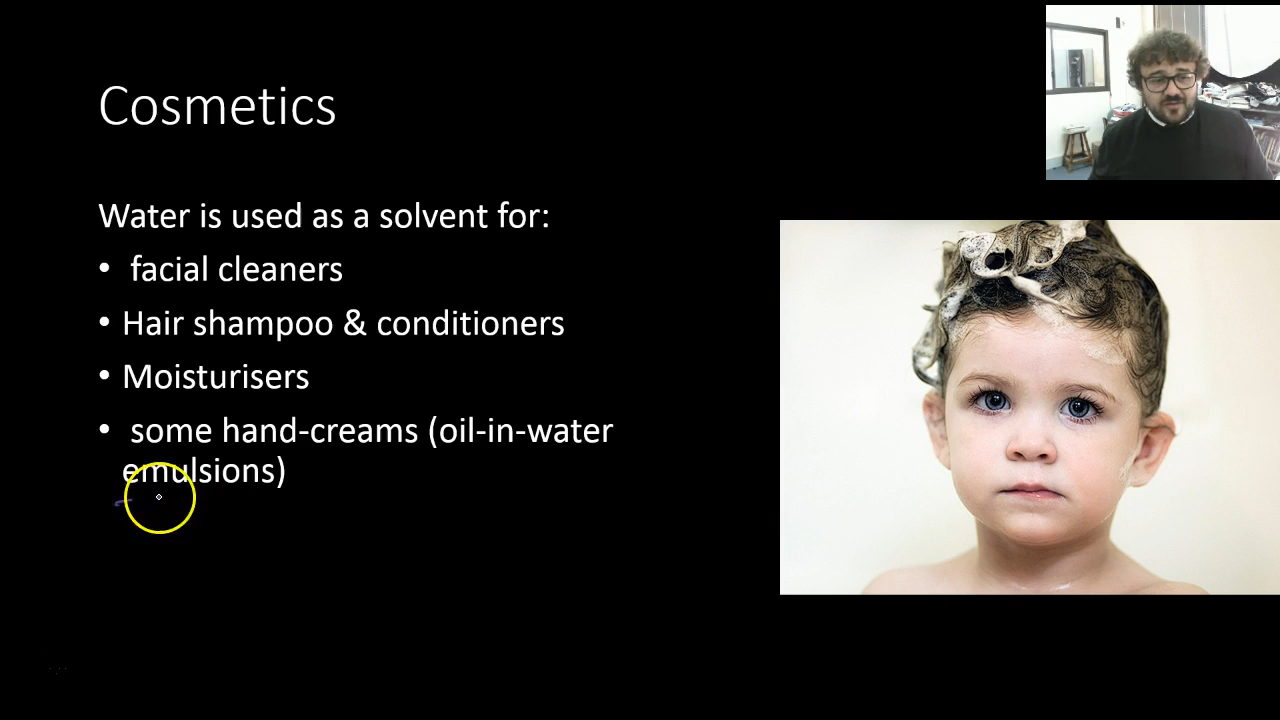 Cosmetics
Water is used as a solvent for:
• facial cleaners
• Hair shampoo & conditioners
• Moisturisers
• some hand-creams (oil-in-water
emulsions)